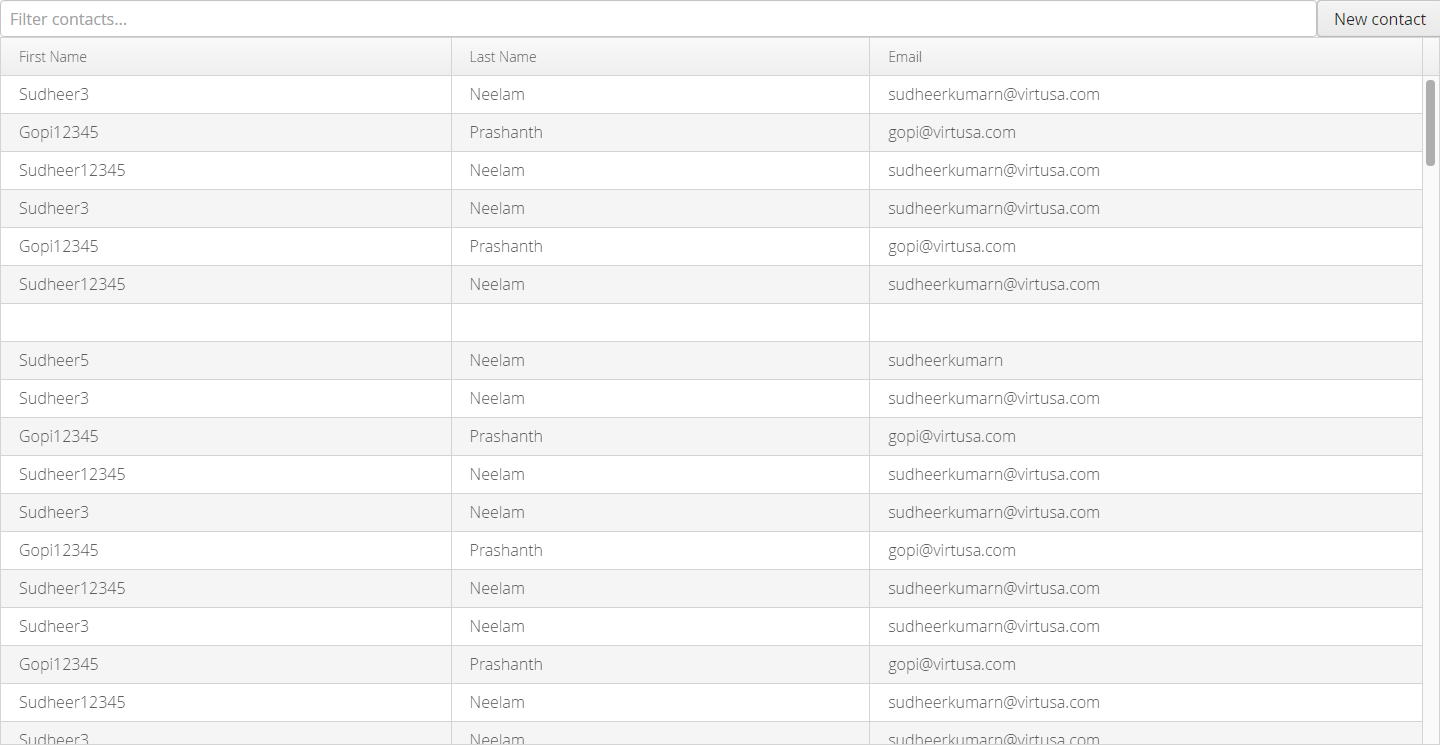 Filter contacts... New contact
First Name Last Name Email
Sudheer3 Neelam sudheerkumarn@virtusa.com
Gopi12345 Prashanth gopi@virtusa.com
Sudheer12345 Neelam sudheerkumarn@virtusa.com
Sudheer3 Neelam sudheerkumarn@virtusa.com
Gopi12345 Prashanth gopi@virtusa.com
Sudheer12345 Neelam sudheerkumarn@virtusa.com
Sudheer5 Neelam sudheerkumarn
Sudheer3 Neelam sudheerkumarn@virtusa.com
Gopi12345 Prashanth gopi@virtusa.com
Sudheer12345 Neelam sudheerkumarn@virtusa.com
Sudheer3 Neelam sudheerkumarn@virtusa.com
Gopi12345 Prashanth gopi@virtusa.com
Sudheer12345 Neelam sudheerkumarn@virtusa.com
Sudheer3 Neelam sudheerkumarn@virtusa.com
Gopi12345 Prashanth gopi@virtusa.com
Sudheer12345 Neelam sudheerkumarn@virtusa.com
Sudheer3 Neelam sudheerkumarn@virtusa.com